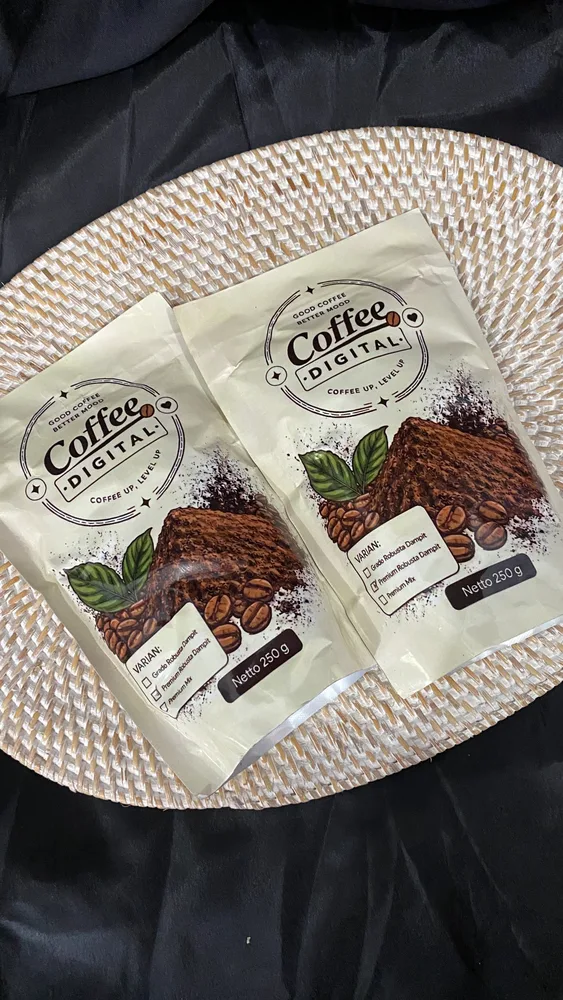 GOOD COFFEE
BETTER MOOD
Coffee
DIGITAL
COFFEE UP, LEVEL UP
VARIAN:
Grade Robusta Dampit
Premium Robusta Dampit
Premium Mix
Netto 250 g
GOOD COFFEE
BETTER MOOD
Coffee
DIGITAL
COFFEE UP, LEVEL UP
VARIAN:
Grade Robusta Dampit
Premium Robusta Dampit
Premium Mix
Netto 250 g